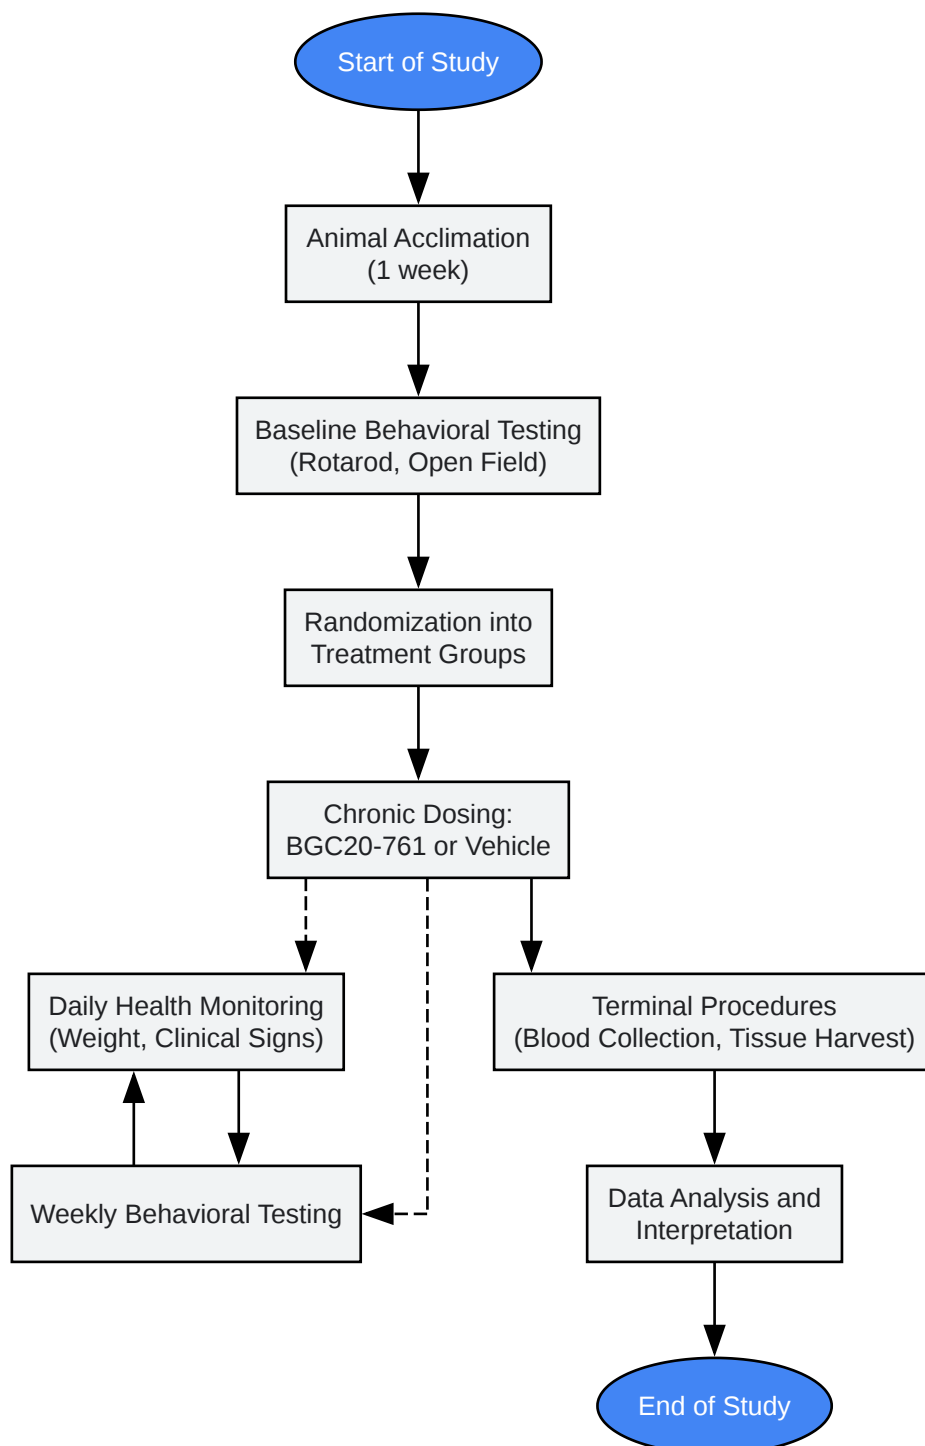 Start of Study
Animal Acclimation
(1 week)
Baseline Behavioral Testing
(Rotarod, Open Field)
Randomization into
Treatment Groups
Chronic Dosing:
BGC20-761 or Vehicle
Daily Health Monitoring
(Weight, Clinical Signs)
Terminal Procedures
(Blood Collection, Tissue Harvest)
Weekly Behavioral Testing
Data Analysis and
Interpretation
End of Study